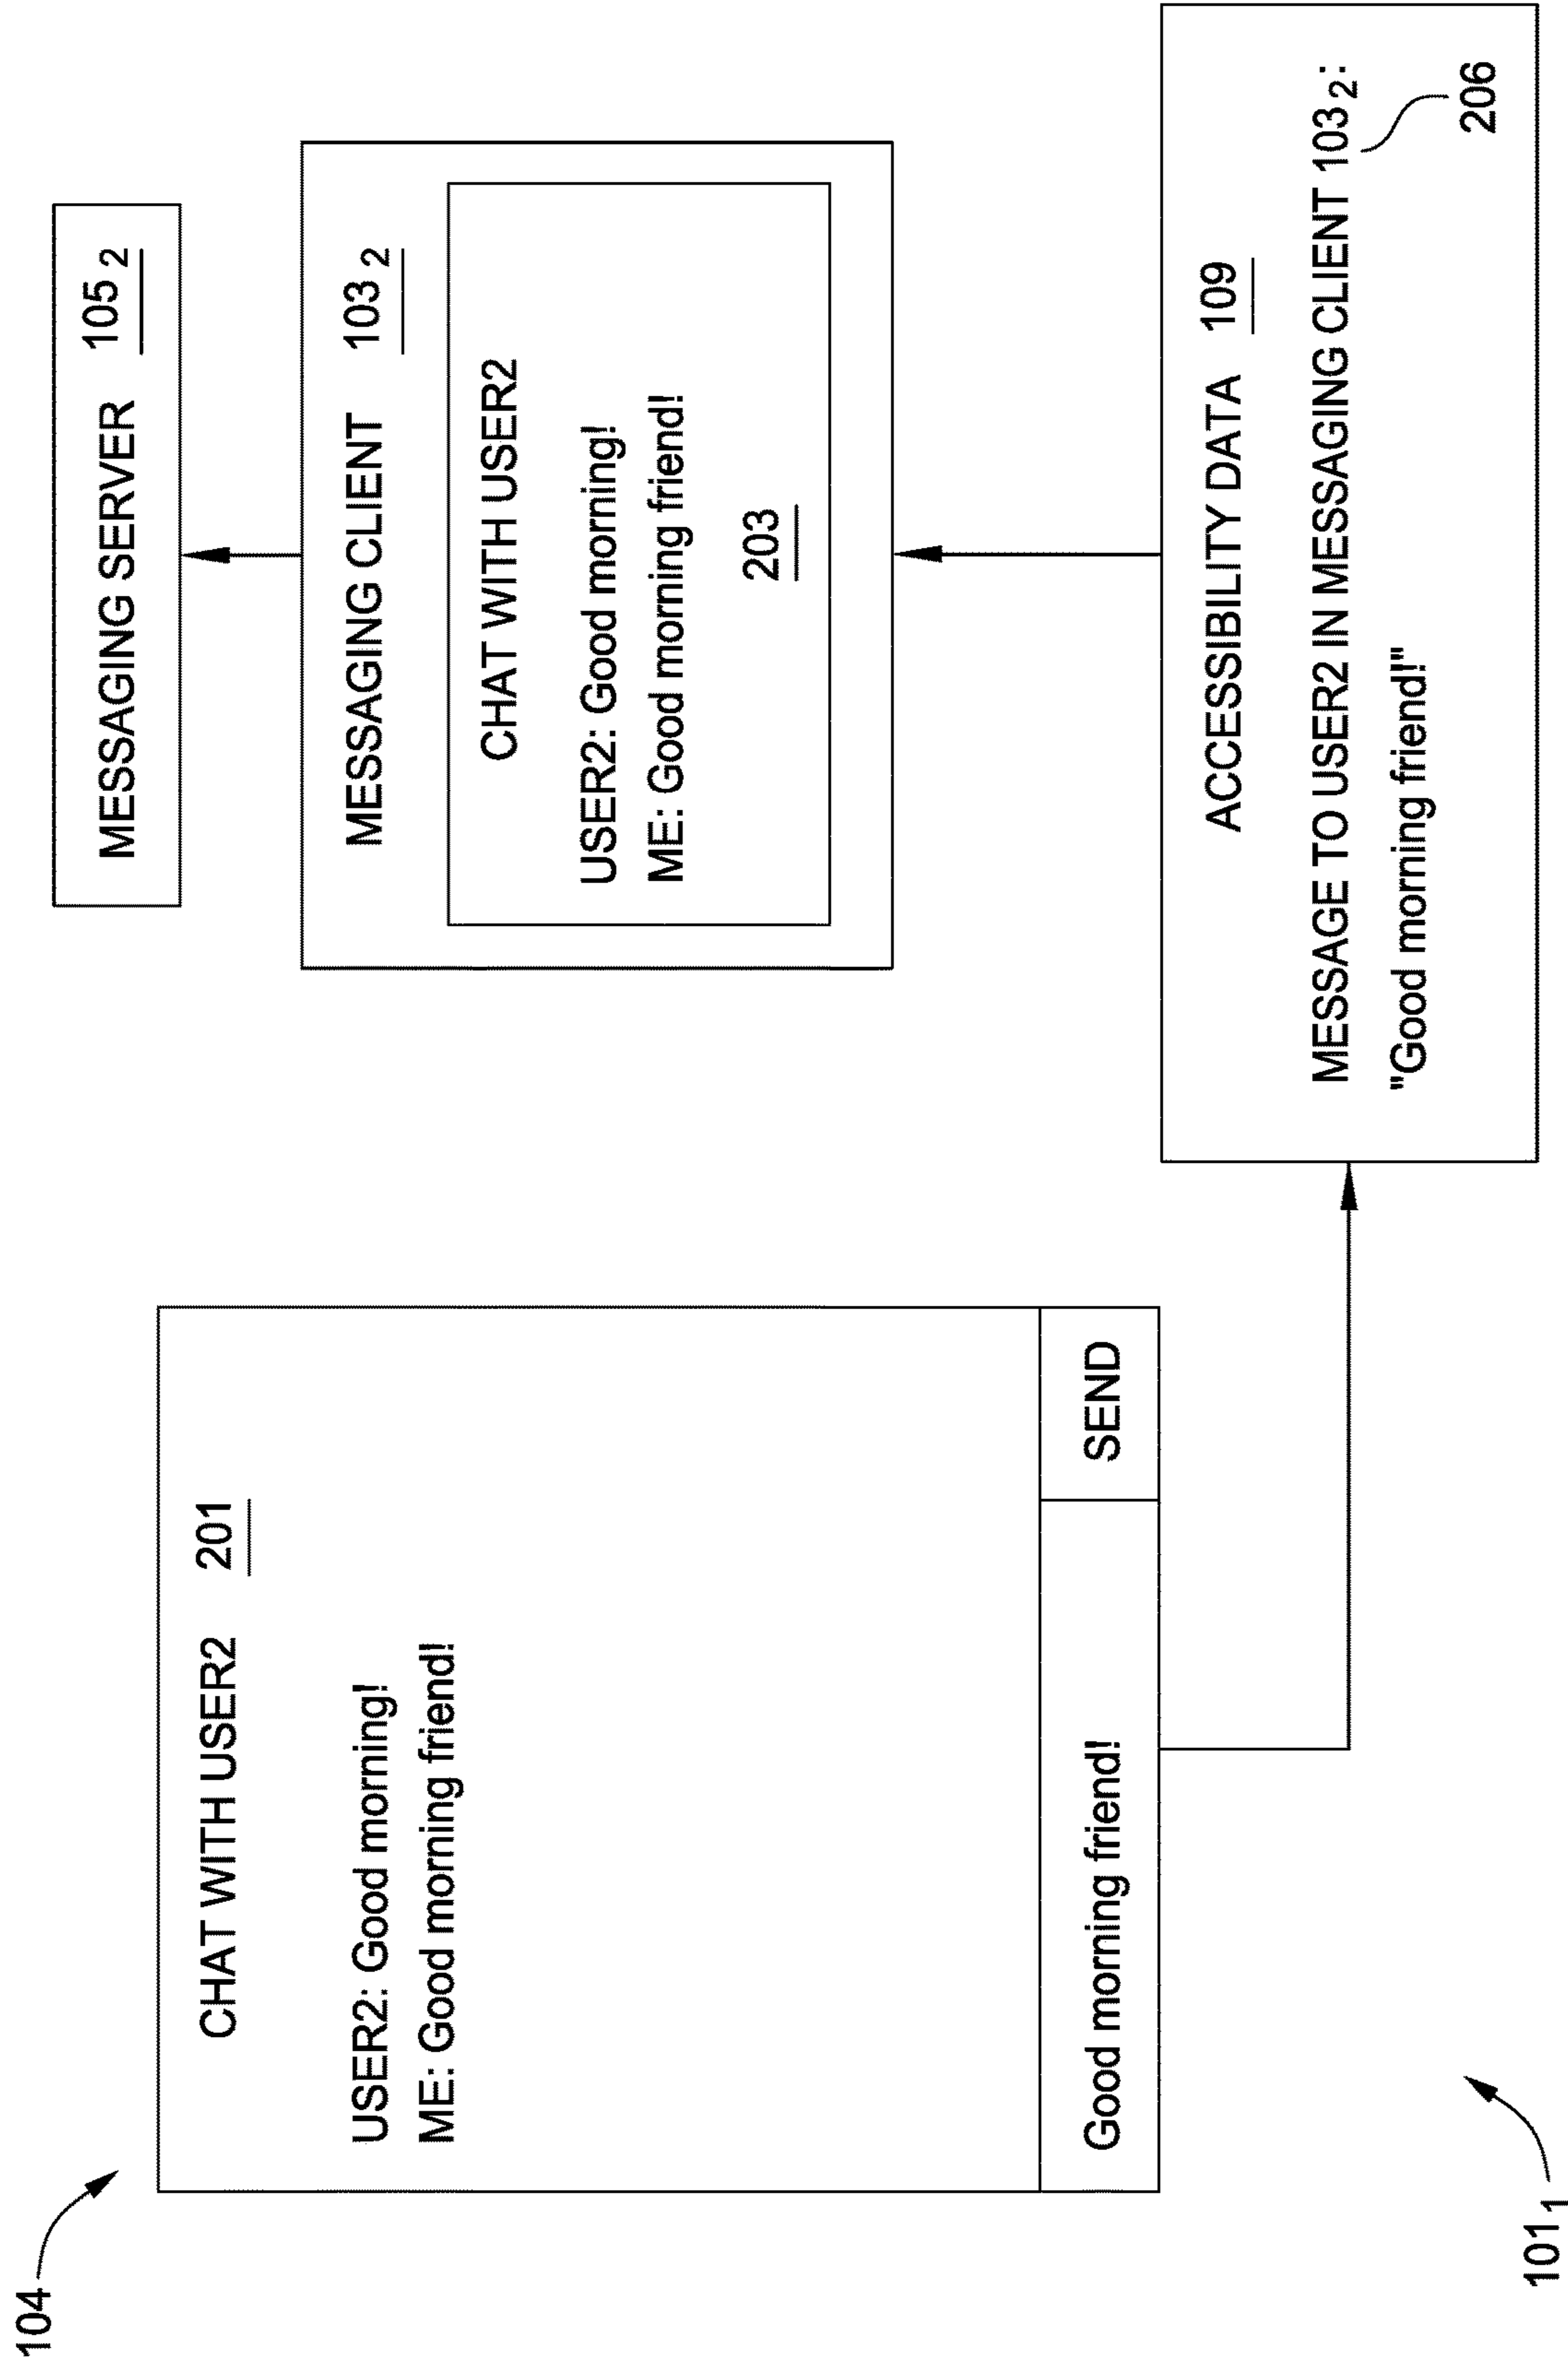 104
CHAT WITH USER2 201
USER2: Good morning!
ME: Good morning friend!
Good morning friend!
SEND
101 1
MESSAGING SERVER 105 2
MESSAGING CLIENT 103 2
CHAT WITH USER2
USER2: Good morning!
ME: Good morning friend!
203
ACCESSIBILITY DATA 109
MESSAGE TO USER2 IN MESSAGING CLIENT 103 2:
"Good morning friend!"
206